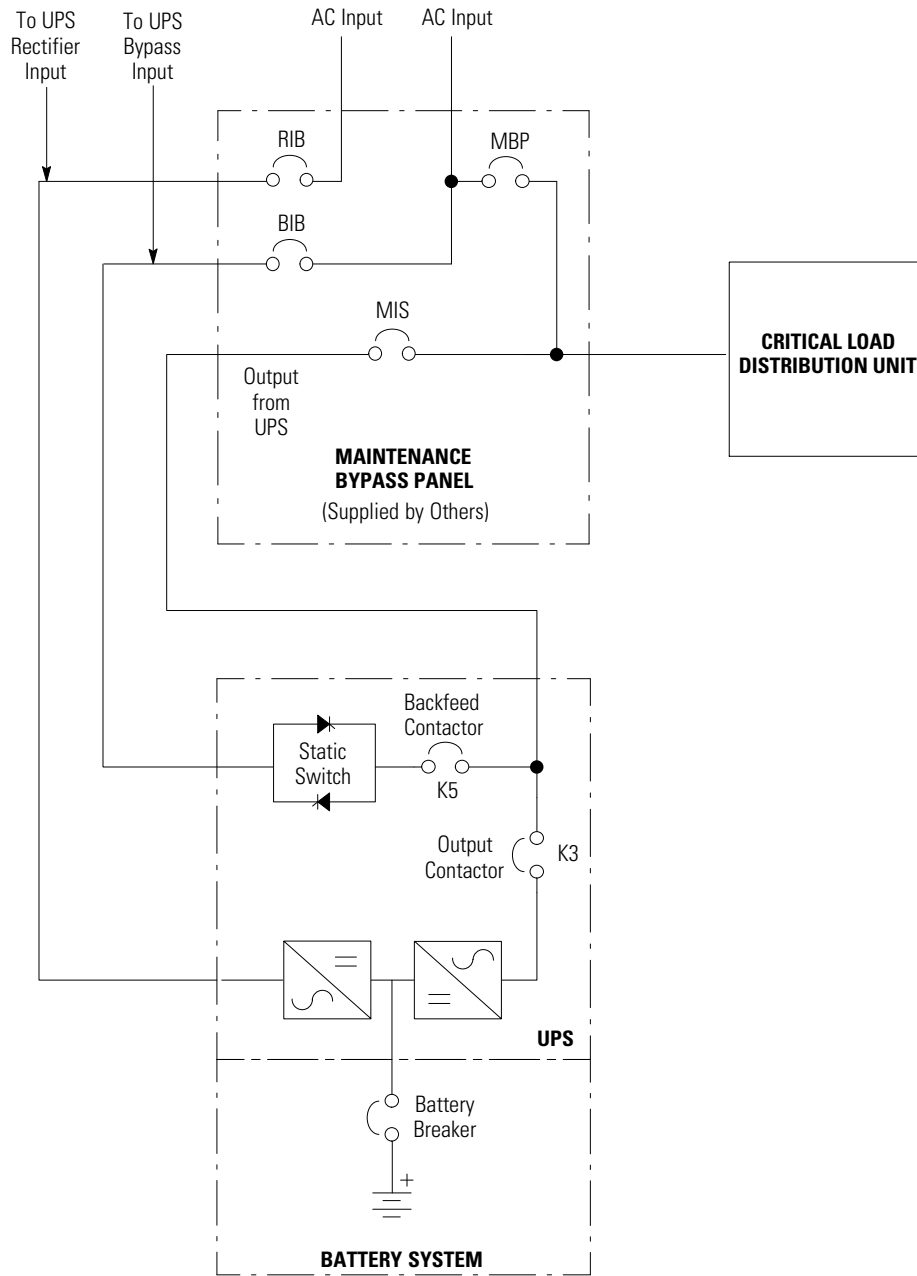 To UPS
Rectifier
Input
To UPS
Bypass
Input
AC Input
AC Input
RIB
MBP
BIB
MIS
Output
from
UPS
CRITICAL LOAD
DISTRIBUTION UNIT
MAINTENANCE
BYPASS PANEL
(Supplied by Others)
Backfeed
Contactor
Static
Switch
K5
Output
Contactor
K3
UPS
Battery
Breaker
+
BATTERY SYSTEM